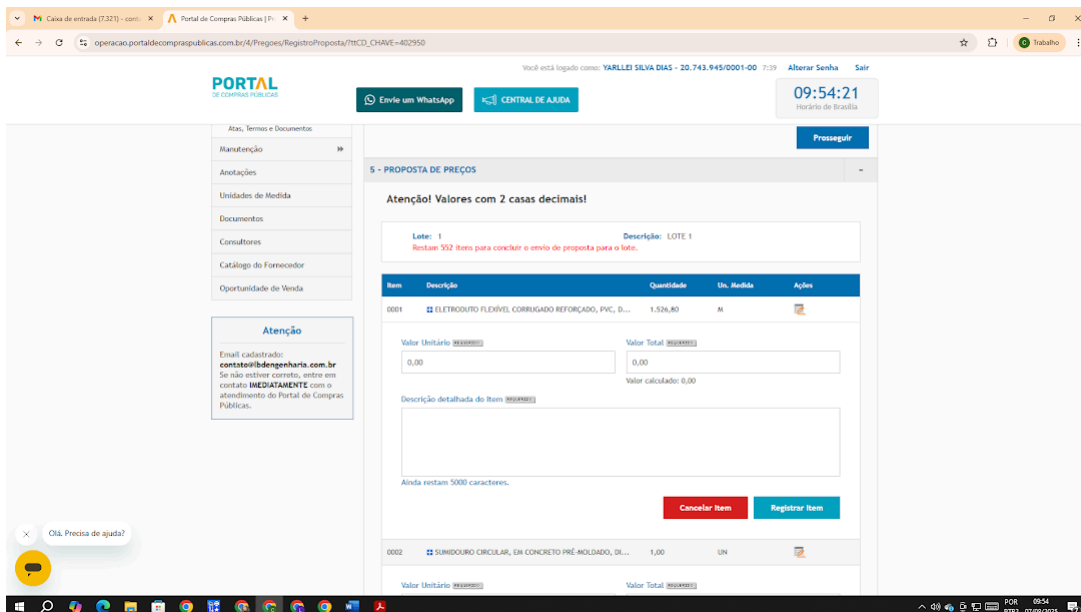 Caixa de entrada (7.321) - cont
Portal de Compras Públicas | Pr
operacao.portaldecompraspublicas.com.br/4/Pregoes/RegistroProposta/?ttCD_CHAVE=402950
C Trabalho
Você está logado como: YARLLEI SILVA DIAS - 20.743.945/0001-00 7:39 Alterar Senha Sair
PORTAL
DE COMPRAS PÚBLICAS
Envie um WhatsApp
CENTRAL DE AJUDA
09:54:21
Horário de Brasília
Atas, Termos e Documentos
Manutenção
Anotações
Unidades de Medida
Documentos
Consultores
Catálogo do Fornecedor
Oportunidade de Venda
Atenção
Email cadastrado:
contato@lbdengenharia.com.br
Se não estiver correto, entre em
contato IMEDIATAMENTE com o
atendimento do Portal de Compras
Públicas.
Prosseguir
5 - PROPOSTA DE PREÇOS
Atenção! Valores com 2 casas decimais!
Lote: 1 Descrição: LOTE 1
Restam 552 itens para concluir o envio de proposta para o lote.
Item Descrição Quantidade Un. Medida Ações
0001 ELETRODUTO FLEXÍVEL CORRUGADO REFORÇADO, PVC, D... 1.526,80 M
Valor Unitário Valor Total
0,00 0,00
Valor calculado: 0,00
Descrição detalhada do item
Ainda restam 5000 caracteres.
Cancelar Item Registrar Item
0002 SUMIDOURO CIRCULAR, EM CONCRETO PRÉ-MOLDADO, DI... 1,00 UN
Valor Unitário Valor Total
Olá. Precisa de ajuda?
POR 09:54